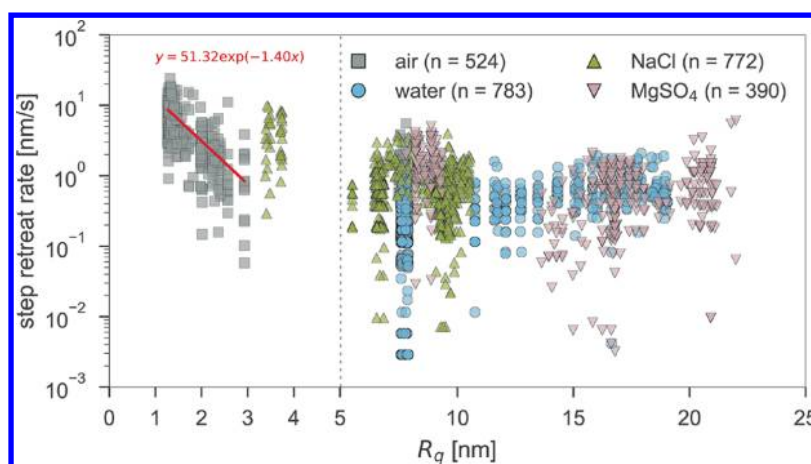 y = 51.32exp(−1.40x)
air (n = 524)
water (n = 783)
NaCl (n = 772)
MgSO₄ (n = 390)
step retreat rate [nm/s]
10²
10¹
10⁰
10⁻¹
10⁻²
10⁻³
0 1 2 3 4 5 10 15 20 25
R_q [nm]